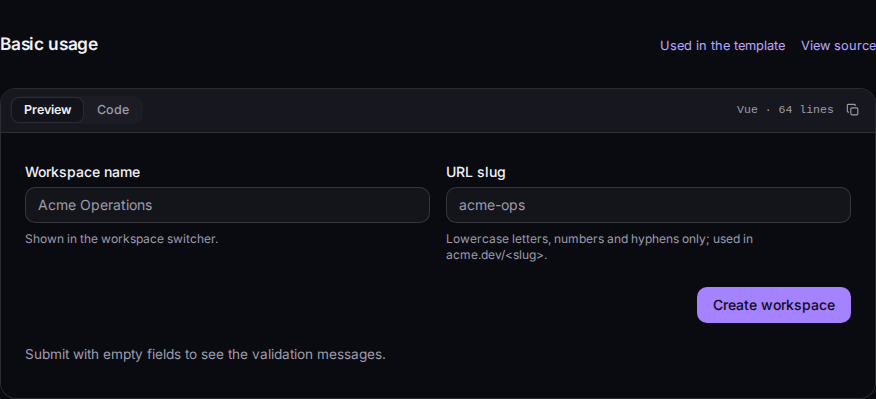 Basic usage
Used in the template View source
Preview Code
Vue · 64 lines
Workspace name
Acme Operations
Shown in the workspace switcher.
URL slug
acme-ops
Lowercase letters, numbers and hyphens only; used in
acme.dev/<slug>.
Create workspace
Submit with empty fields to see the validation messages.